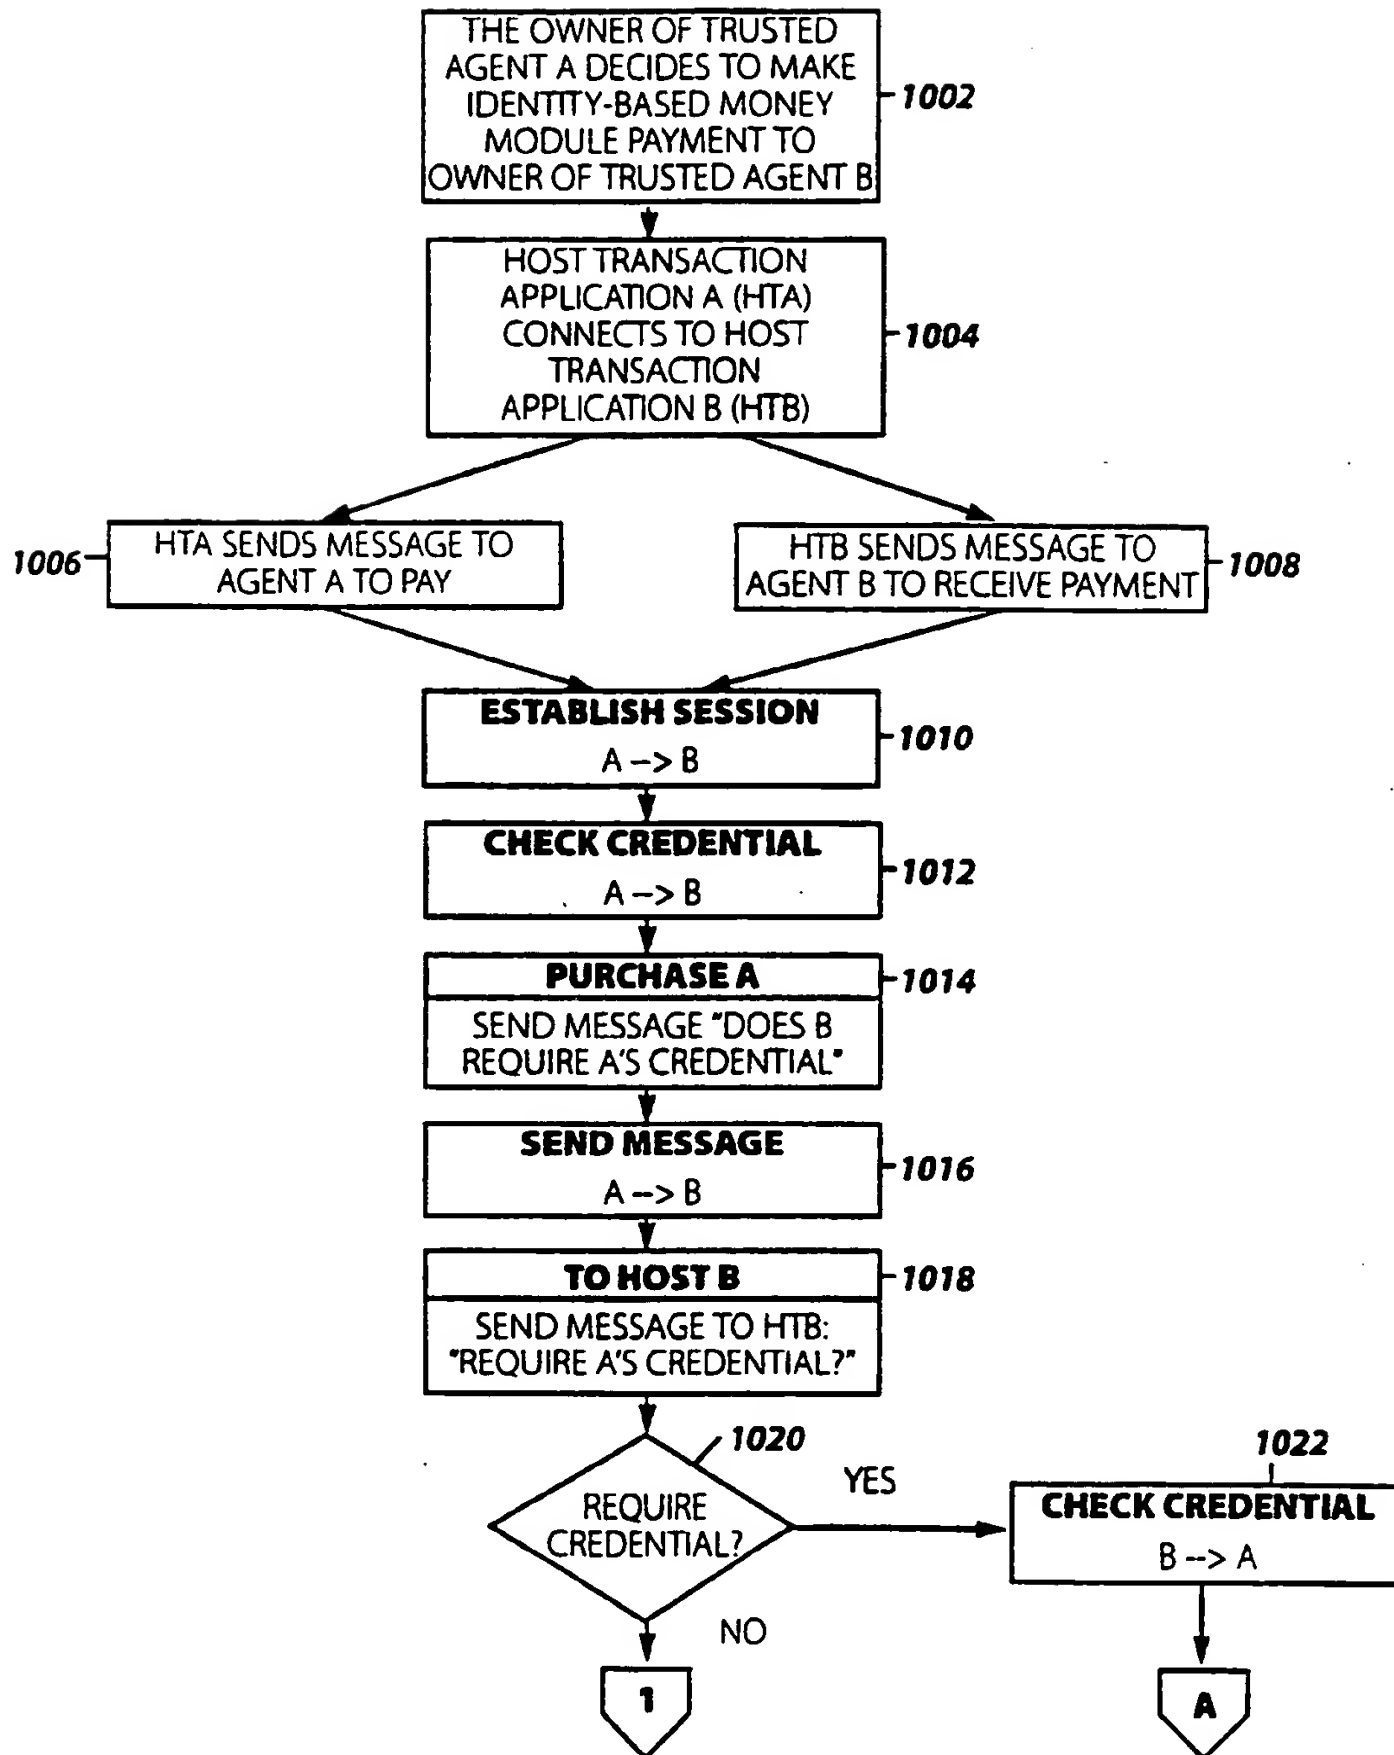 THE OWNER OF TRUSTED
AGENT A DECIDES TO MAKE
IDENTITY-BASED MONEY
MODULE PAYMENT TO
OWNER OF TRUSTED AGENT B
1002
HOST TRANSACTION
APPLICATION A (HTA)
CONNECTS TO HOST
TRANSACTION
APPLICATION B (HTB)
1004
1006
HTA SENDS MESSAGE TO
AGENT A TO PAY
HTB SENDS MESSAGE TO
AGENT B TO RECEIVE PAYMENT
1008
ESTABLISH SESSION
A --> B
1010
CHECK CREDENTIAL
A --> B
1012
PURCHASE A
1014
SEND MESSAGE "DOES B
REQUIRE A'S CREDENTIAL"
SEND MESSAGE
A --> B
1016
TO HOST B
1018
SEND MESSAGE TO HTB:
"REQUIRE A'S CREDENTIAL?"
1020
REQUIRE
CREDENTIAL?
YES
1022
CHECK CREDENTIAL
B --> A
NO
1
A